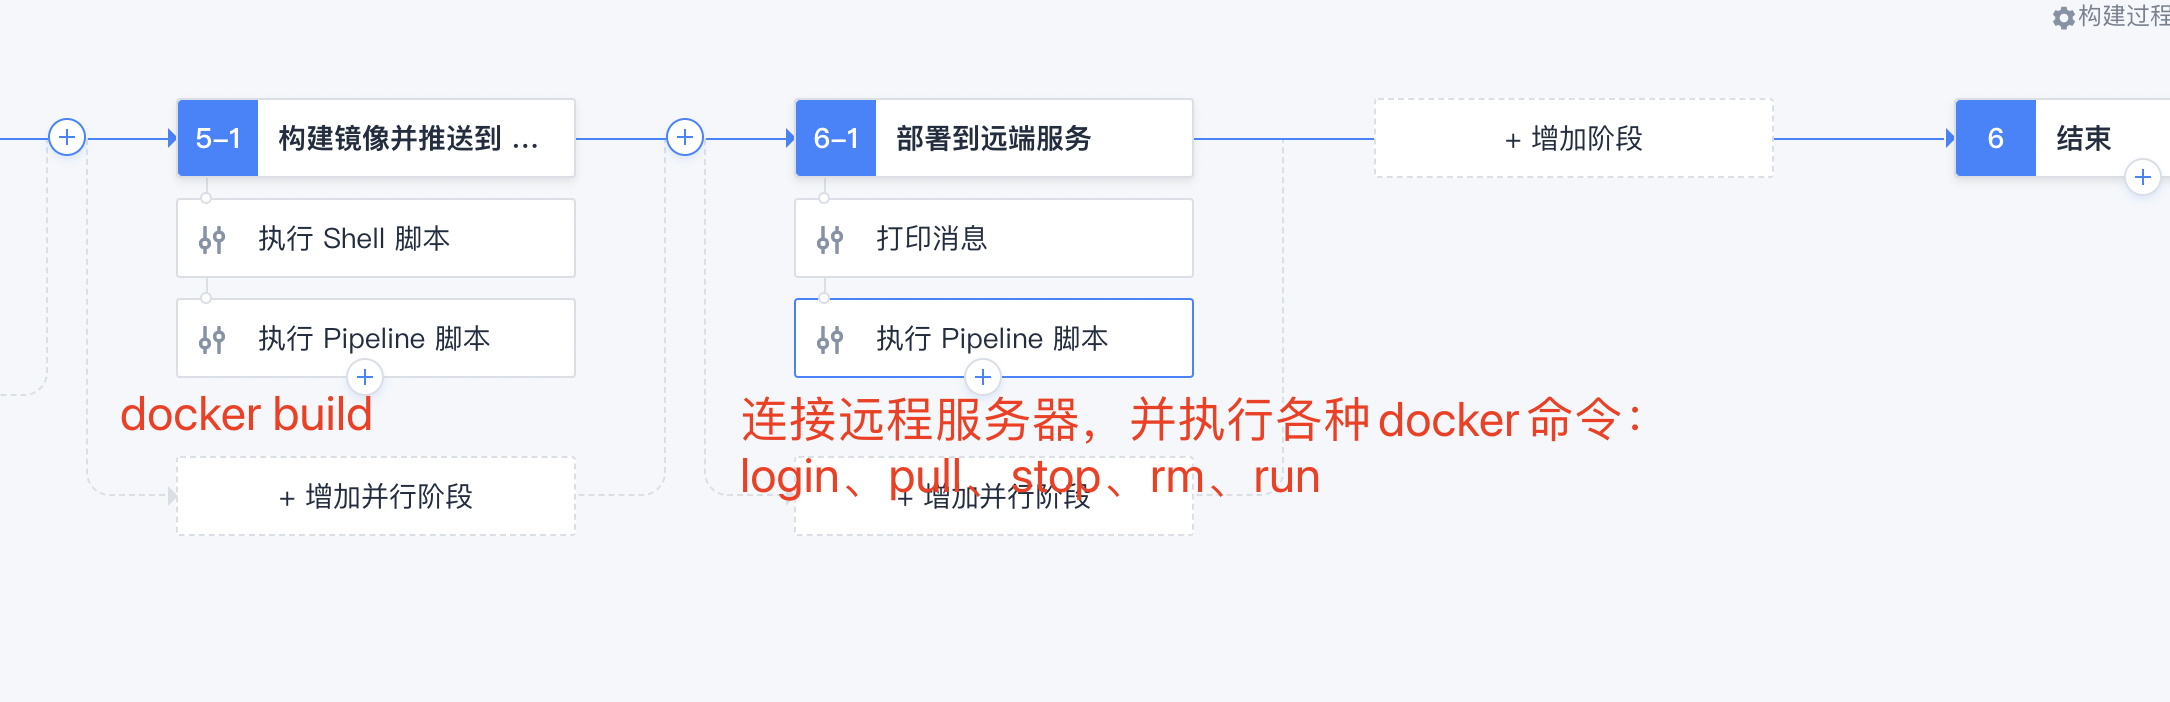 构建过程
5-1 构建镜像并推送到 ...
执行 Shell 脚本
执行 Pipeline 脚本
docker build
+ 增加并行阶段
6-1 部署到远端服务
打印消息
执行 Pipeline 脚本
连接远程服务器，并执行各种 docker 命令：
login、pull、stop、rm、run
+ 增加并行阶段
+ 增加阶段
6 结束